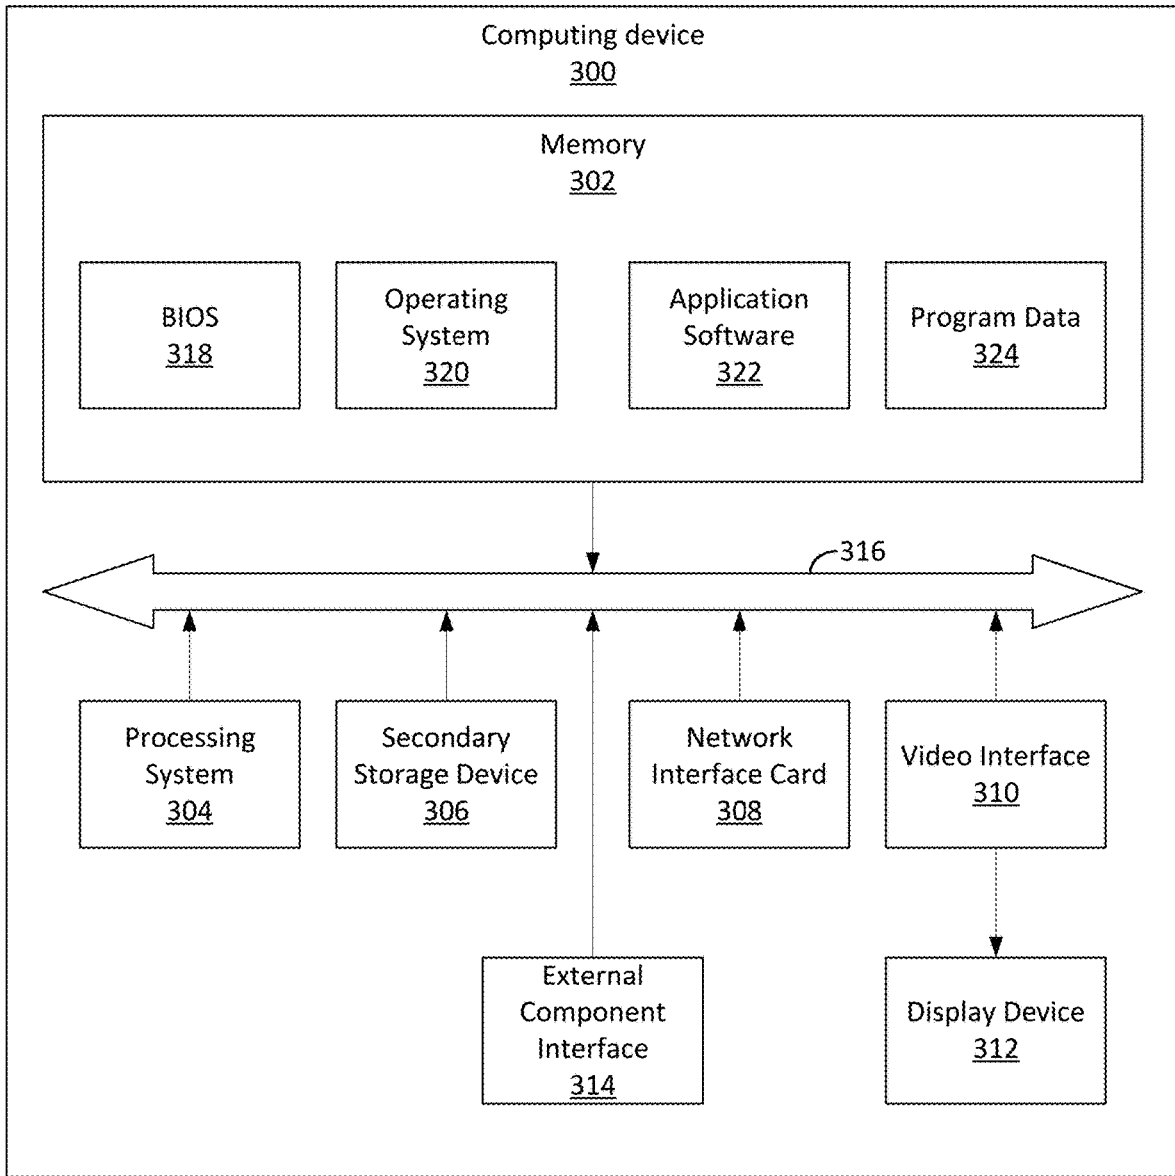 Computing device
300
Memory
302
BIOS
318
Operating
System
320
Application
Software
322
Program Data
324
316
Processing
System
304
Secondary
Storage Device
306
Network
Interface Card
308
Video Interface
310
External
Component
Interface
314
Display Device
312